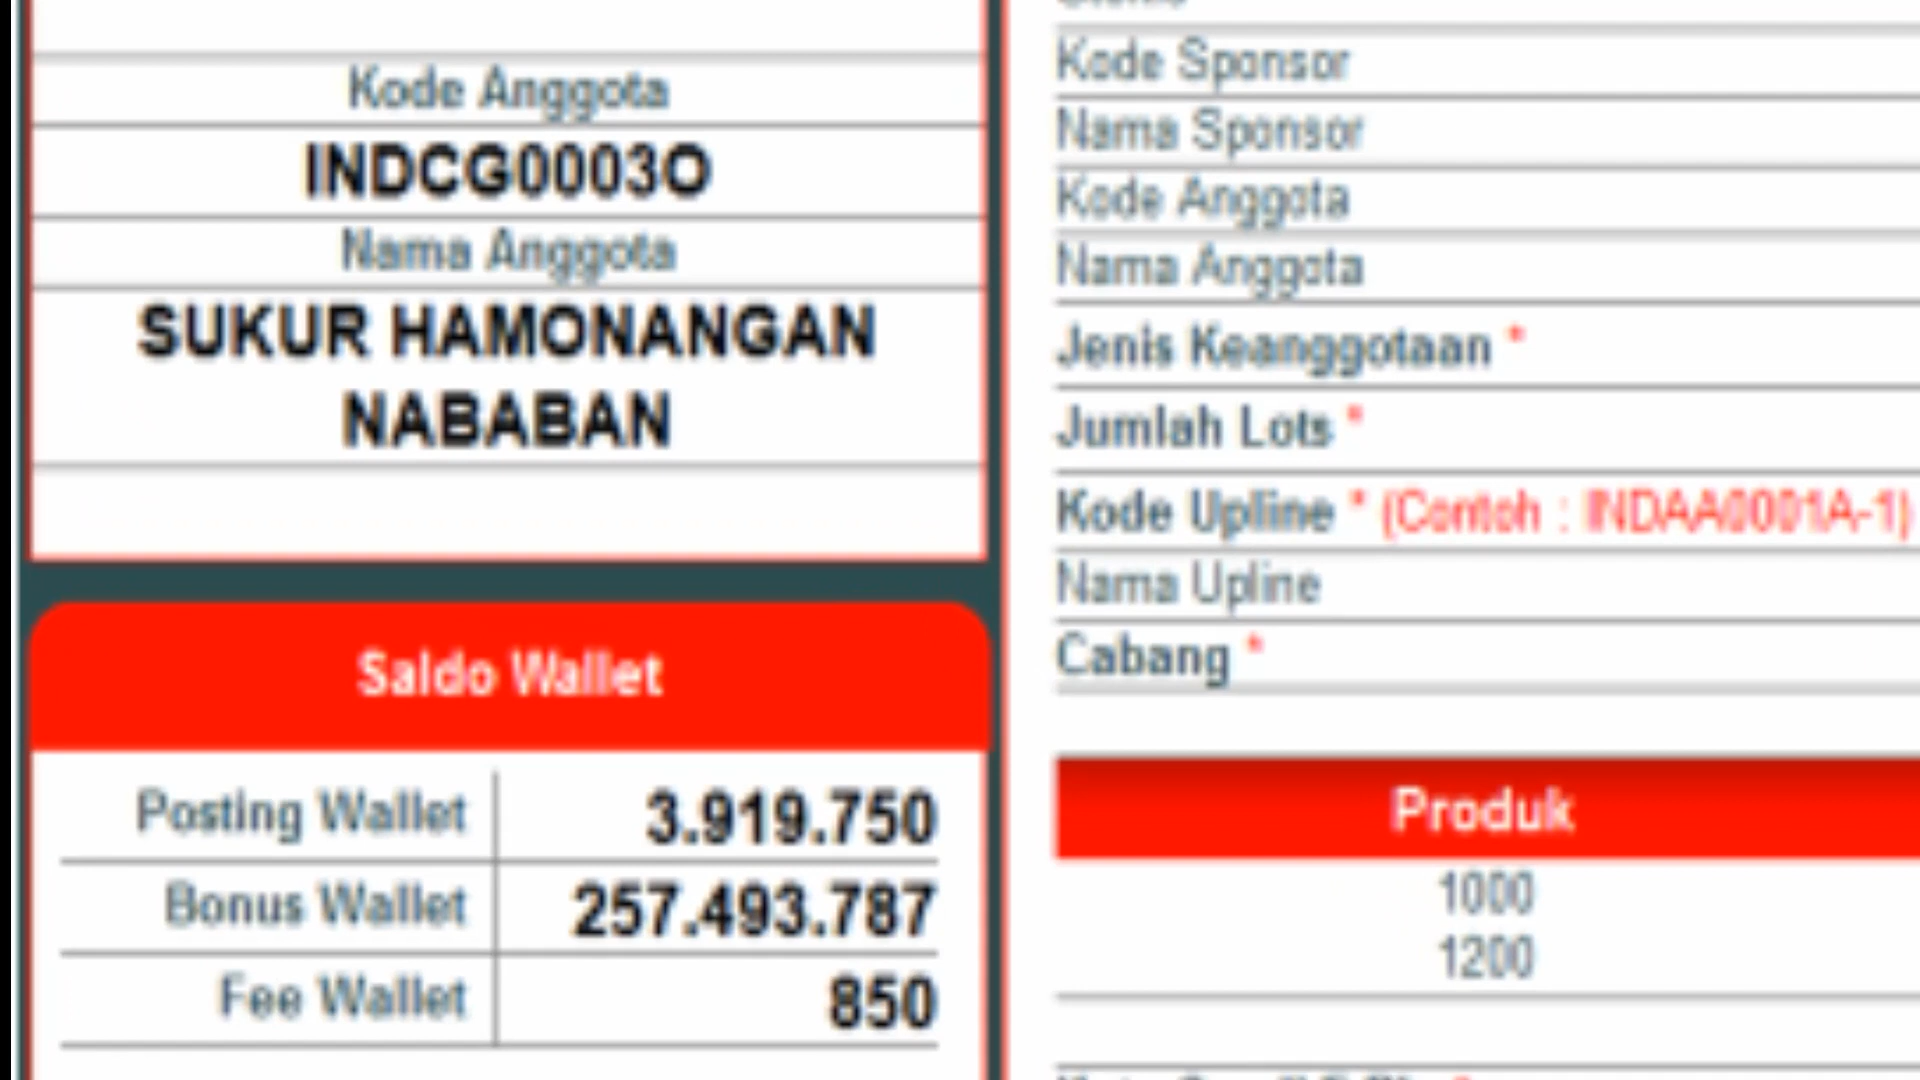 Kode Anggota
INDCG0003O
Nama Anggota
SUKUR HAMONANGAN
NABABAN
Saldo Wallet
Posting Wallet 3.919.750
Bonus Wallet 257.493.787
Fee Wallet 850
Kode Sponsor
Nama Sponsor
Kode Anggota
Nama Anggota
Jenis Keanggotaan *
Jumlah Lots *
Kode Upline * (Contoh : INDAA0001A-1)
Nama Upline
Cabang *
Produk
1000
1200